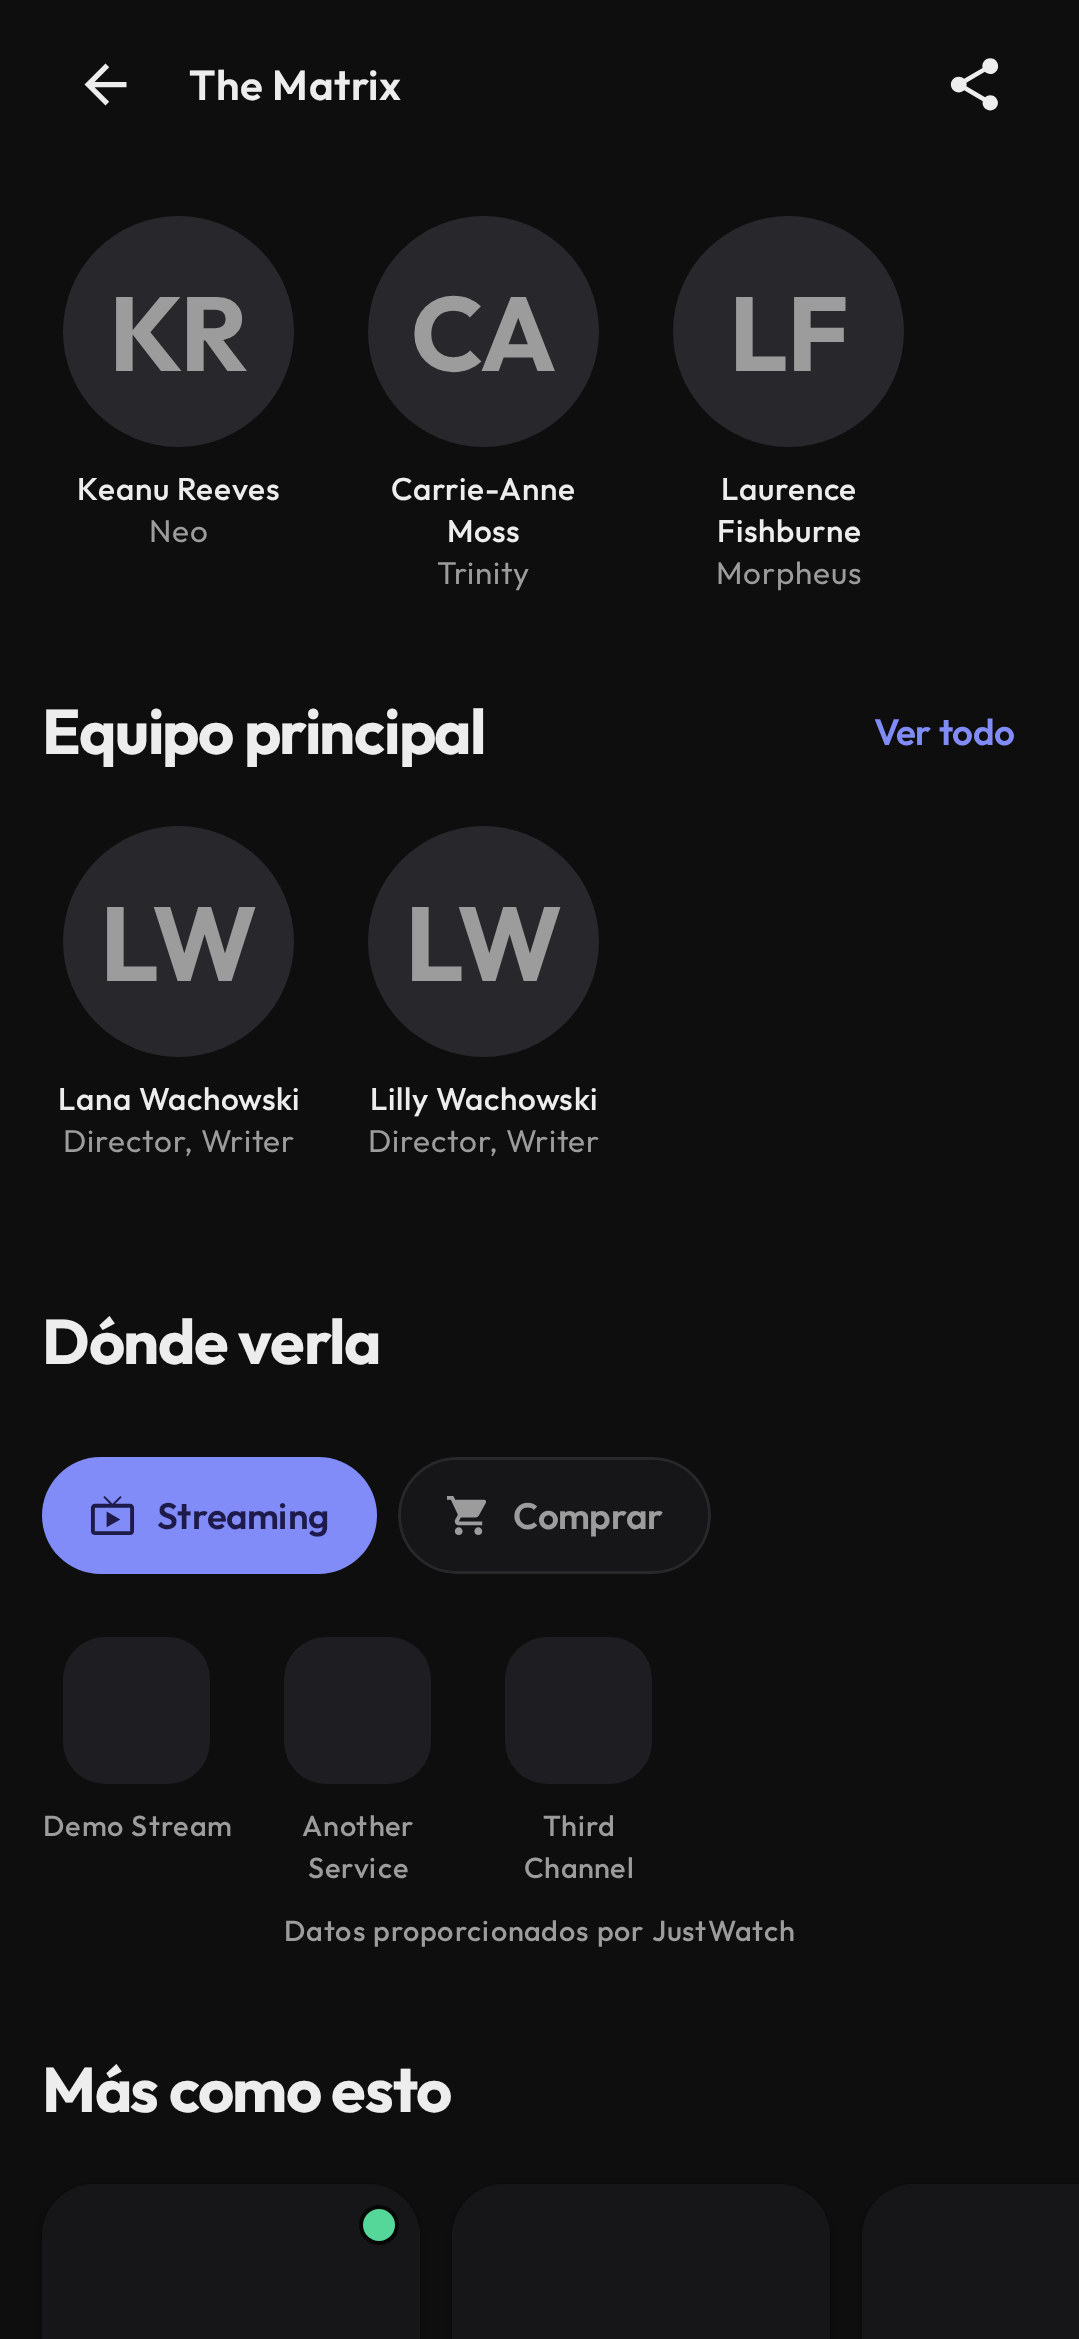 The Matrix
KR
CA
LF
Keanu Reeves
Neo
Carrie-Anne
Moss
Trinity
Laurence
Fishburne
Morpheus
Equipo principal
Ver todo
LW
LW
Lana Wachowski
Director, Writer
Lilly Wachowski
Director, Writer
Dónde verla
Streaming
Comprar
Demo Stream
Another
Service
Third
Channel
Datos proporcionados por JustWatch
Más como esto